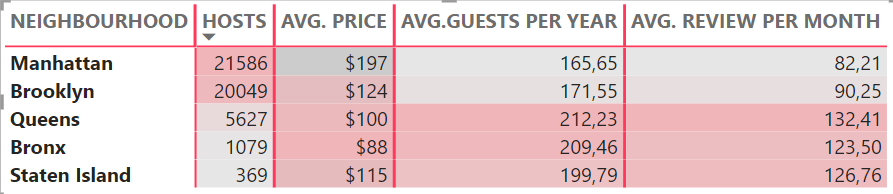 NEIGHBOURHOOD HOSTS AVG. PRICE AVG.GUESTS PER YEAR AVG. REVIEW PER MONTH
Manhattan 21586 $197 165,65 82,21
Brooklyn 20049 $124 171,55 90,25
Queens 5627 $100 212,23 132,41
Bronx 1079 $88 209,46 123,50
Staten Island 369 $115 199,79 126,76